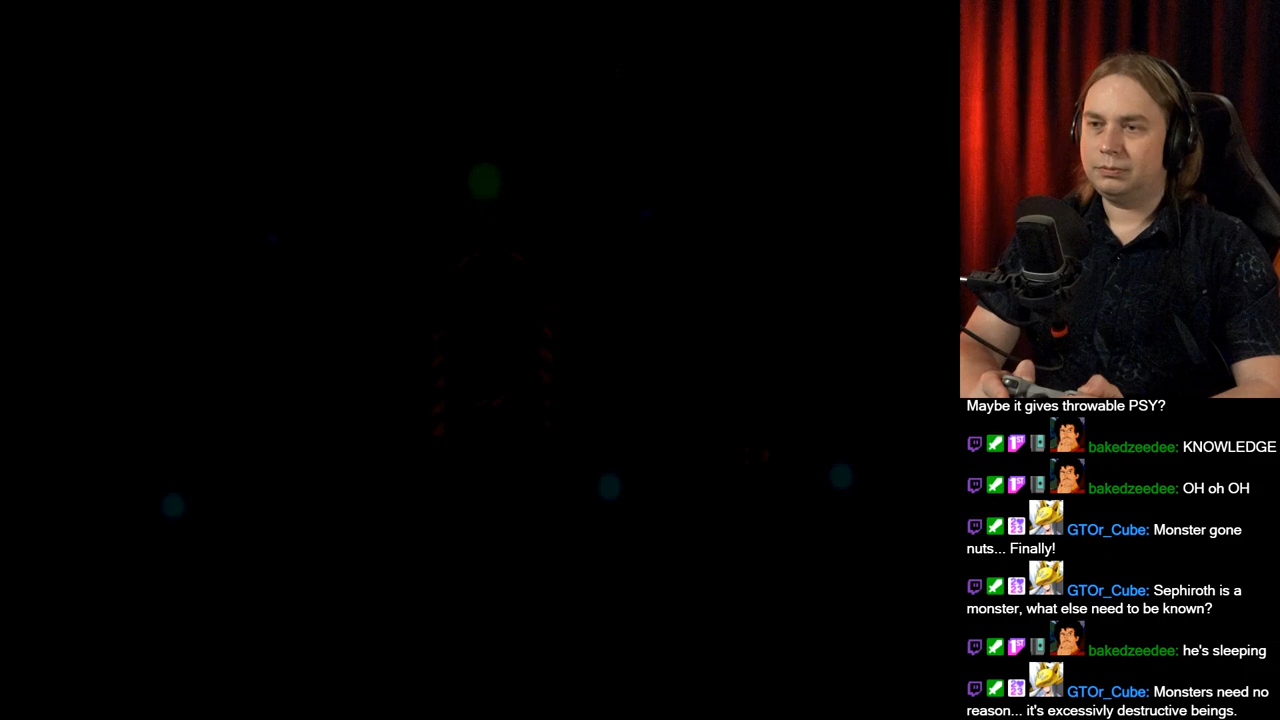 Maybe it gives throwable PSY?
bakedzeedee: KNOWLEDGE
bakedzeedee: OH oh OH
GTOr_Cube: Monster gone
nuts... Finally!
GTOr_Cube: Sephiroth is a
monster, what else need to be known?
bakedzeedee: he's sleeping
GTOr_Cube: Monsters need no
reason... it's excessivly destructive beings.